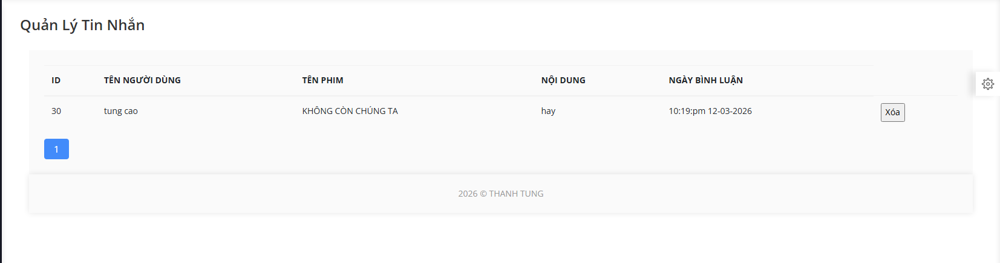 Quản Lý Tin Nhắn
ID TÊN NGƯỜI DÙNG TÊN PHIM NỘI DUNG NGÀY BÌNH LUẬN
30 tung cao KHÔNG CÒN CHÚNG TA hay 10:19:pm 12-03-2026 Xóa
1
2026 © THANH TUNG